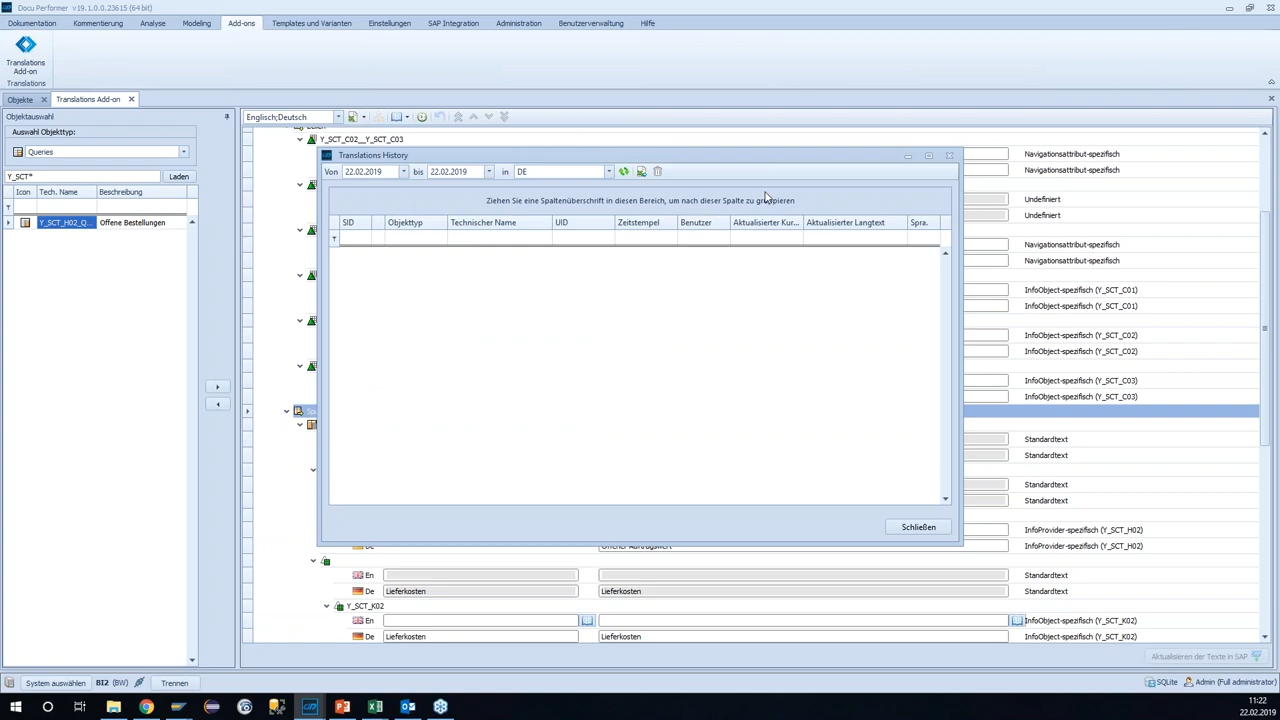 Docu Performer v19.1.0.0.23615 (64 bit)
Dokumentation Kommentierung Analyse Modeling Add-ons Templates und Varianten Einstellungen SAP Integration Administration Benutzerverwaltung Hilfe
Translations
Add-on
Translations
Objekte Translations Add-on
Objektauswahl
Auswahl Objekttyp:
Queries
Y_SCT* Laden
Icon Tech. Name Beschreibung
Y_SCT_H02_Q... Offene Bestellungen
Englisch;Deutsch
Y_SCT_C02__Y_SCT_C03
Translations History
Von 22.02.2019 bis 22.02.2019 in DE
Ziehen Sie eine Spaltenüberschrift in diesen Bereich, um nach dieser Spalte zu gruppieren
SID Objekttyp Technischer Name UID Zeitstempel Benutzer Aktualisierter Kur... Aktualisierter Langtext Spra.
Schließen
Navigationsattribut-spezifisch
Navigationsattribut-spezifisch
Undefiniert
Undefiniert
Navigationsattribut-spezifisch
Navigationsattribut-spezifisch
InfoObject-spezifisch (Y_SCT_C01)
InfoObject-spezifisch (Y_SCT_C01)
InfoObject-spezifisch (Y_SCT_C02)
InfoObject-spezifisch (Y_SCT_C02)
InfoObject-spezifisch (Y_SCT_C03)
InfoObject-spezifisch (Y_SCT_C03)
Standardtext
Standardtext
Standardtext
Standardtext
InfoProvider-spezifisch (Y_SCT_H02)
De Offener Auftragswert InfoProvider-spezifisch (Y_SCT_H02)
En Standardtext
De Lieferkosten Lieferkosten Standardtext
Y_SCT_K02
En InfoObject-spezifisch (Y_SCT_K02)
De Lieferkosten Lieferkosten InfoObject-spezifisch (Y_SCT_K02)
Aktualisieren der Texte in SAP
System auswählen BI2 (BW) Trennen SQLite Admin (Full administrator)
11:22
22.02.2019